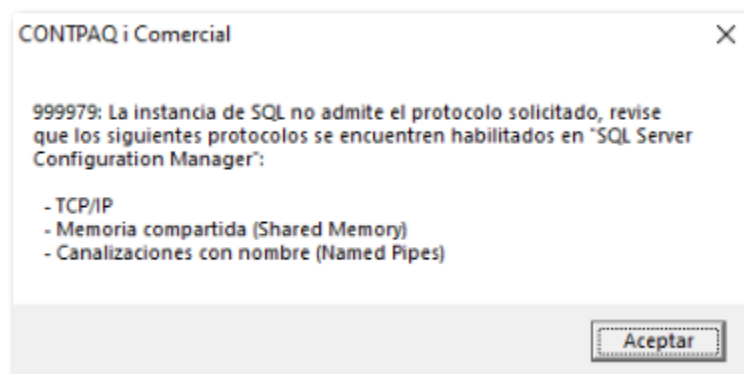 CONTPAQ i Comercial
999979: La instancia de SQL no admite el protocolo solicitado, revise
que los siguientes protocolos se encuentren habilitados en "SQL Server
Configuration Manager":
- TCP/IP
- Memoria compartida (Shared Memory)
- Canalizaciones con nombre (Named Pipes)
Aceptar